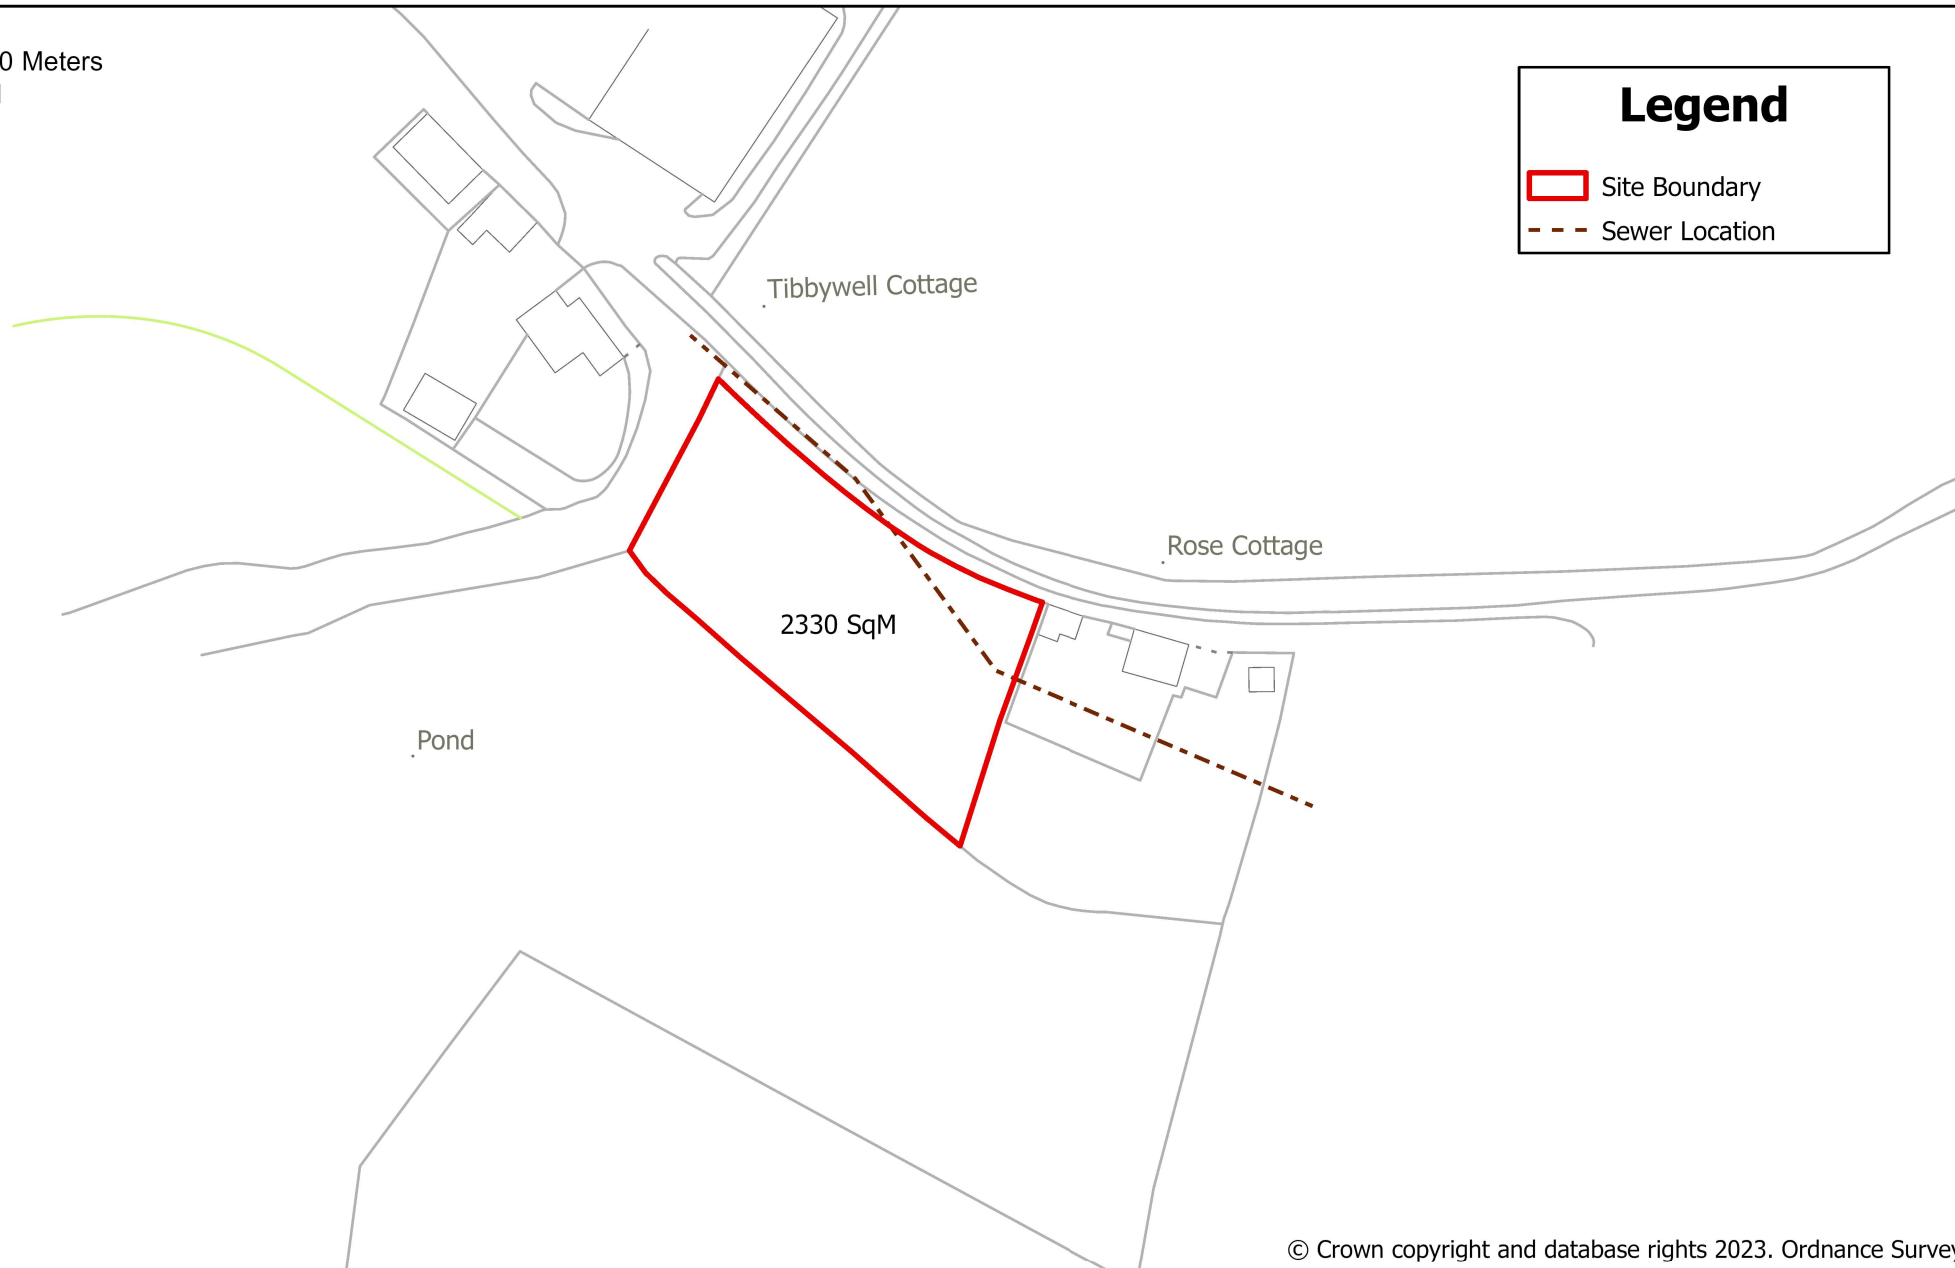 0 Meters
Legend
Site Boundary
Sewer Location
Tibbywell Cottage
Rose Cottage
2330 SqM
Pond
© Crown copyright and database rights 2023. Ordnance Survey